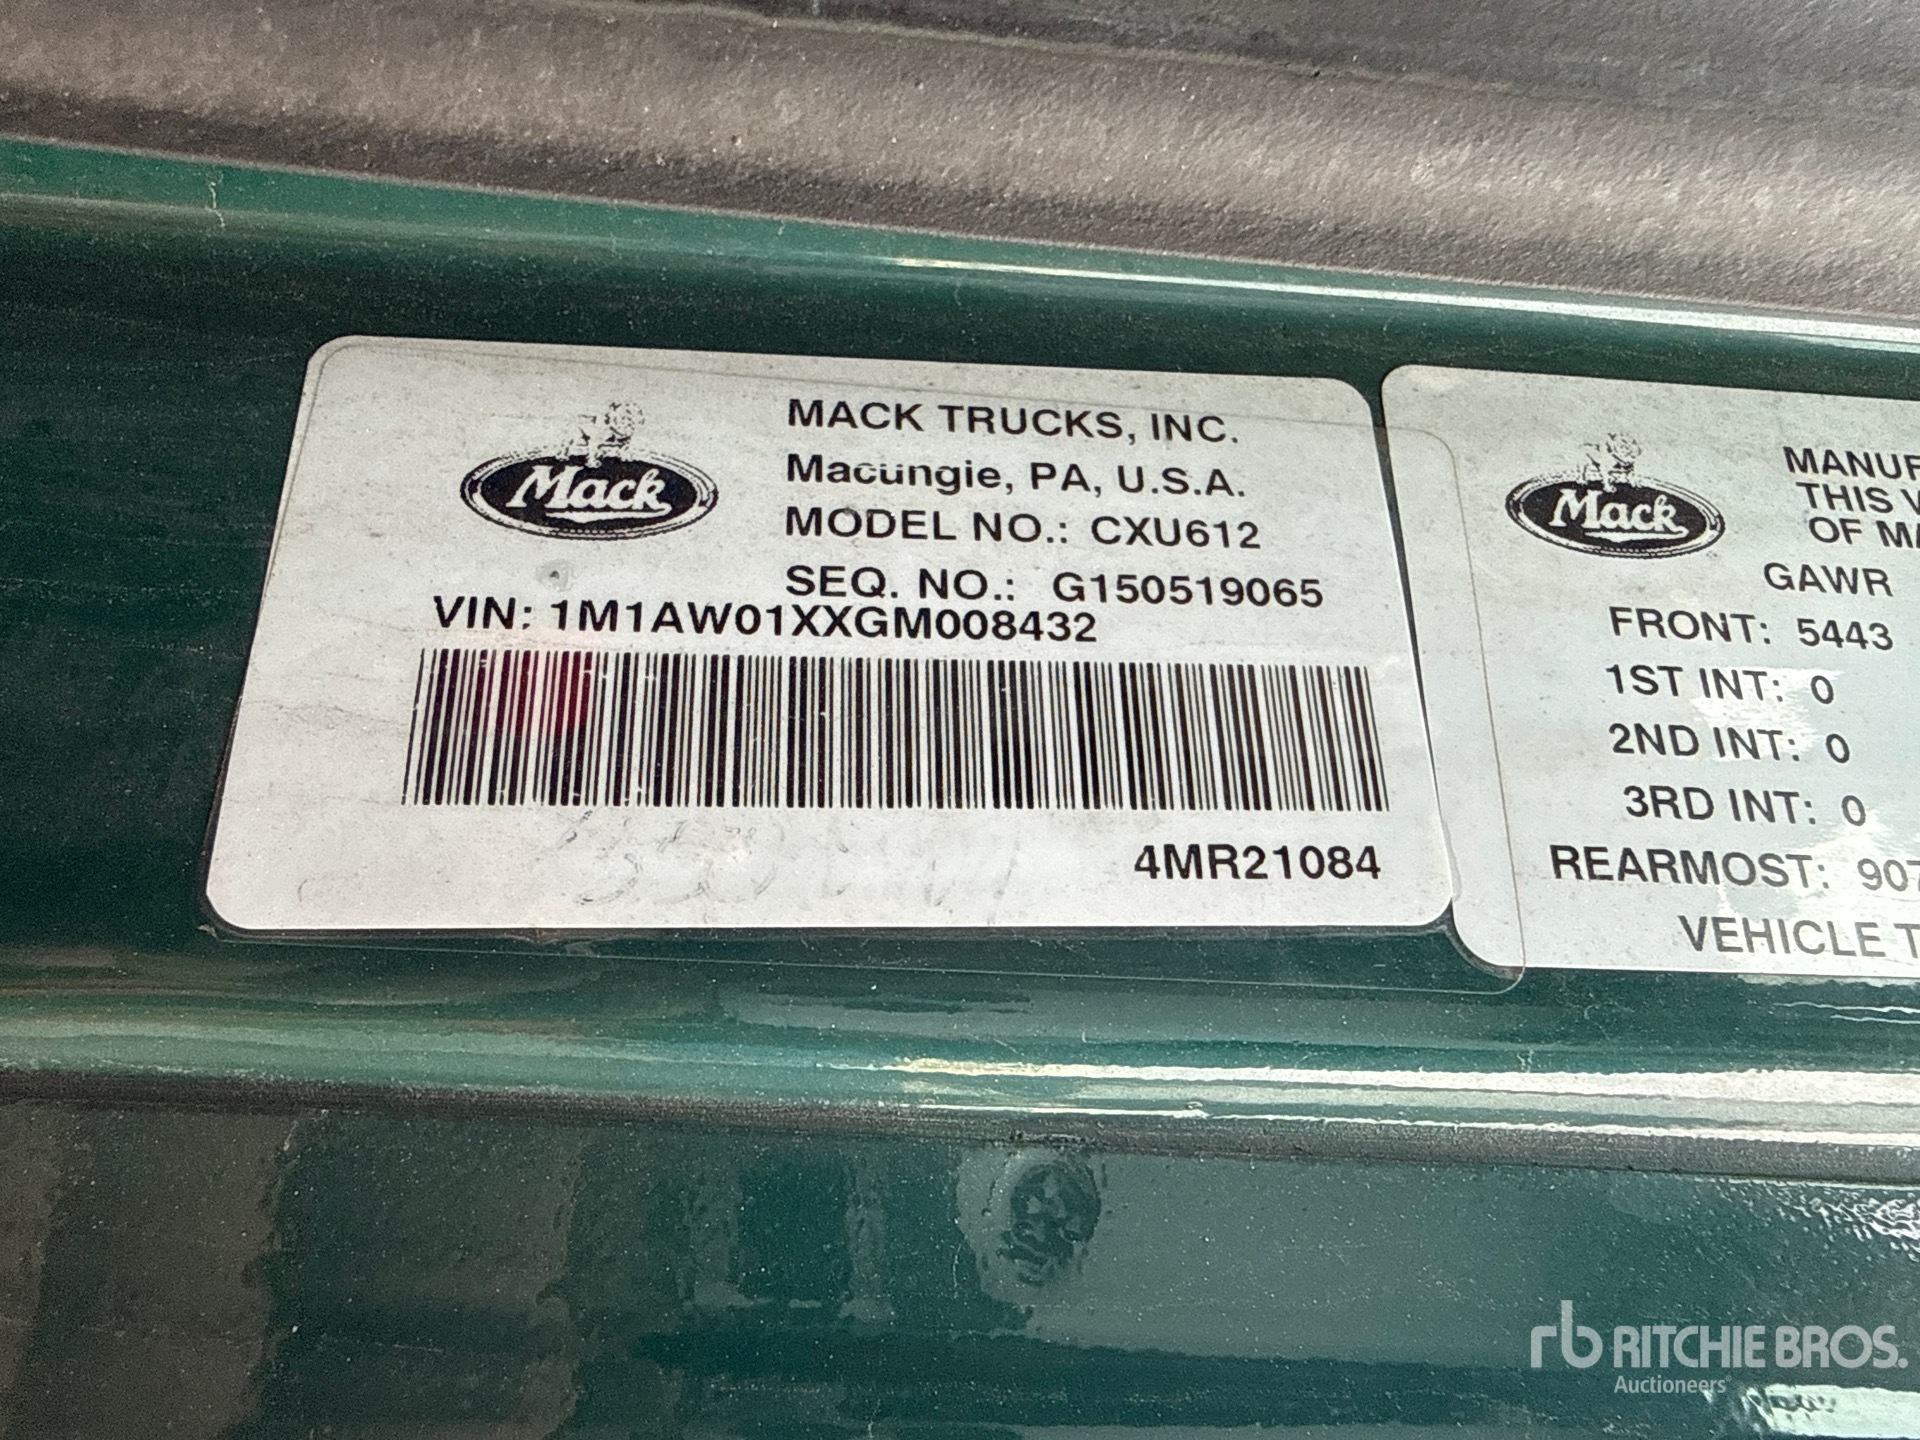 Mack
MACK TRUCKS, INC.
Macungie, PA, U.S.A.
MODEL NO.: CXU612
SEQ. NO.: G150519065
VIN: 1M1AW01XXGM008432
4MR21084
Mack
MANUF
THIS V
OF MA
GAWR
FRONT: 5443
1ST INT: 0
2ND INT: 0
3RD INT: 0
REARMOST: 907
VEHICLE T
rb RITCHIE BROS.
Auctioneers